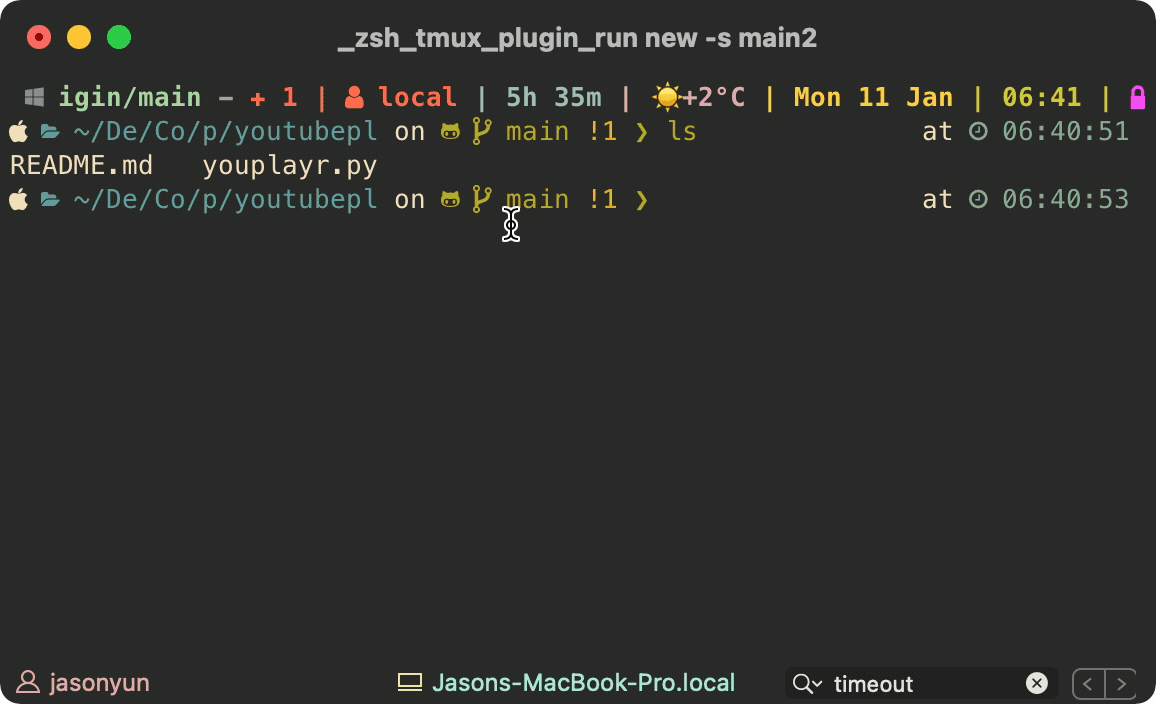 _zsh_tmux_plugin_run new -s main2
igin/main - + 1 | local | 5h 35m | ☀️+2°C | Mon 11 Jan | 06:41 |
~/De/Co/p/youtubepl on main !1 ❯ ls at 06:40:51
README.md youplayr.py
~/De/Co/p/youtubepl on main !1 ❯ at 06:40:53
jasonyun Jasons-MacBook-Pro.local timeout